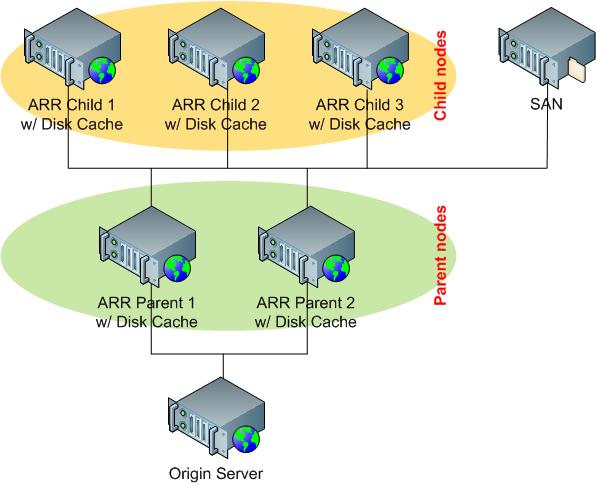 ARR Child 1
w/ Disk Cache
ARR Child 2
w/ Disk Cache
ARR Child 3
w/ Disk Cache
Child nodes
SAN
ARR Parent 1
w/ Disk Cache
ARR Parent 2
w/ Disk Cache
Parent nodes
Origin Server